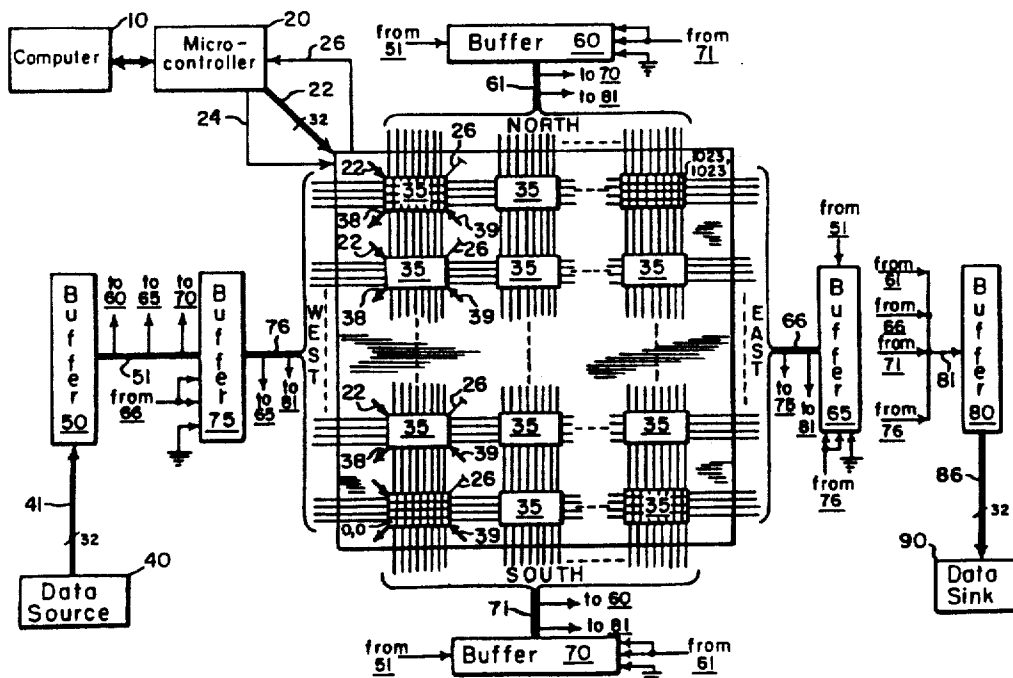 10
Computer
20
Micro-
controller
26
22
24
32
from
51
Buffer 60
from
71
61
to 70
to 81
NORTH
26
1023,
1023
22
35
35
38
39
22
26
35
35
35
38
39
WEST
EAST
Buffer
50
to 60
to 65
to 70
51
from
66
Buffer
75
76
to 65
to 81
22
26
35
35
35
38
39
26
0,0
35
35
39
66
to 75
to 81
from
51
Buffer
65
from
76
from
61
from
66
from
71
from
76
81
Buffer
80
41
32
40
Data
Source
86
32
90
Data
Sink
SOUTH
71
to 60
to 81
from
51
Buffer 70
from
61